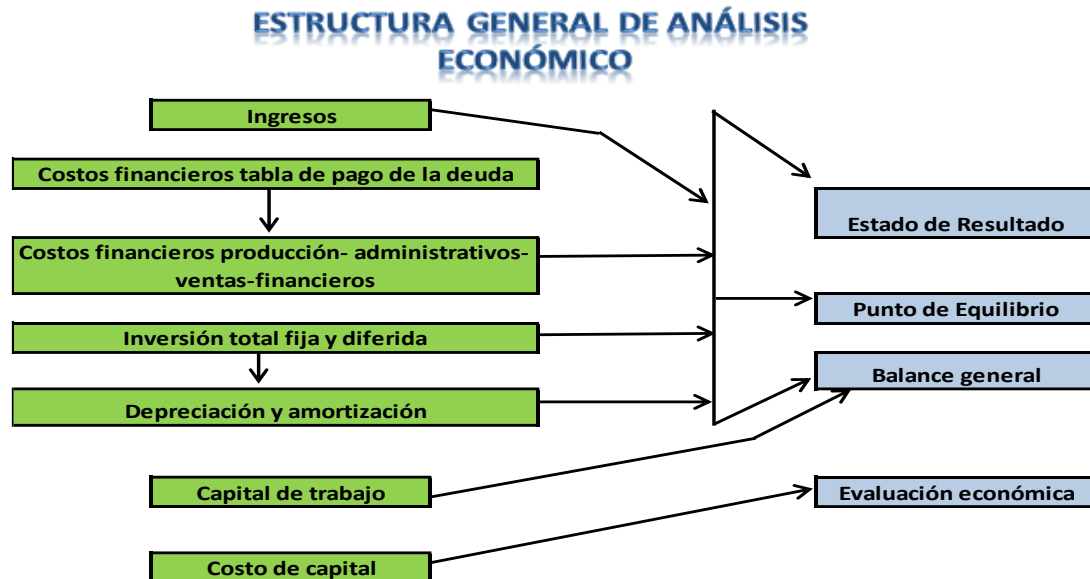 ESTRUCTURA GENERAL DE ANÁLISIS
ECONÓMICO
Ingresos
Costos financieros tabla de pago de la deuda
Costos financieros producción- administrativos-
ventas-financieros
Inversión total fija y diferida
Depreciación y amortización
Capital de trabajo
Costo de capital
Estado de Resultado
Punto de Equilibrio
Balance general
Evaluación económica